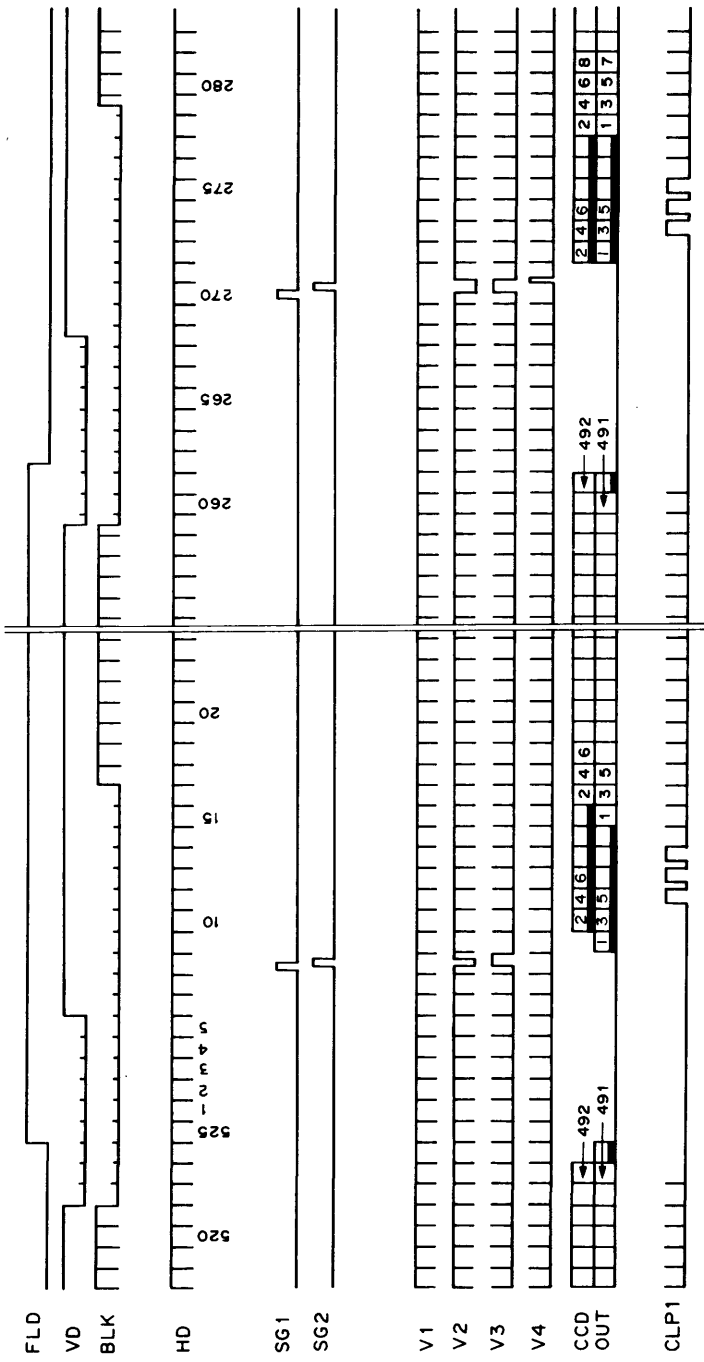 FLD
VD
BLK
HD
520 525 1 2 3 4 5 10 15 20 260 265 270 275 280
SG1
SG2
V1
V2
V3
V4
CCD 492 2 4 6 2 4 6 492 2 4 6 2 4 6 8
OUT 491 1 3 5 1 3 5 491 1 3 5 1 3 5 7
CLP1